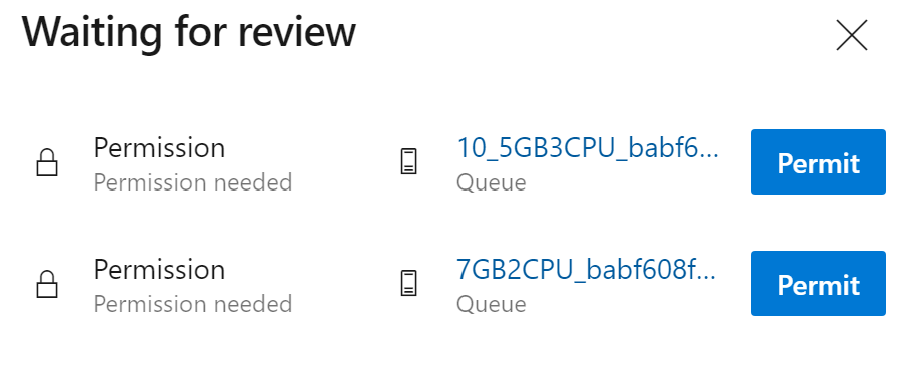 Waiting for review
Permission
Permission needed
10_5GB3CPU_babf6...
Queue
Permit
Permission
Permission needed
7GB2CPU_babf608f...
Queue
Permit